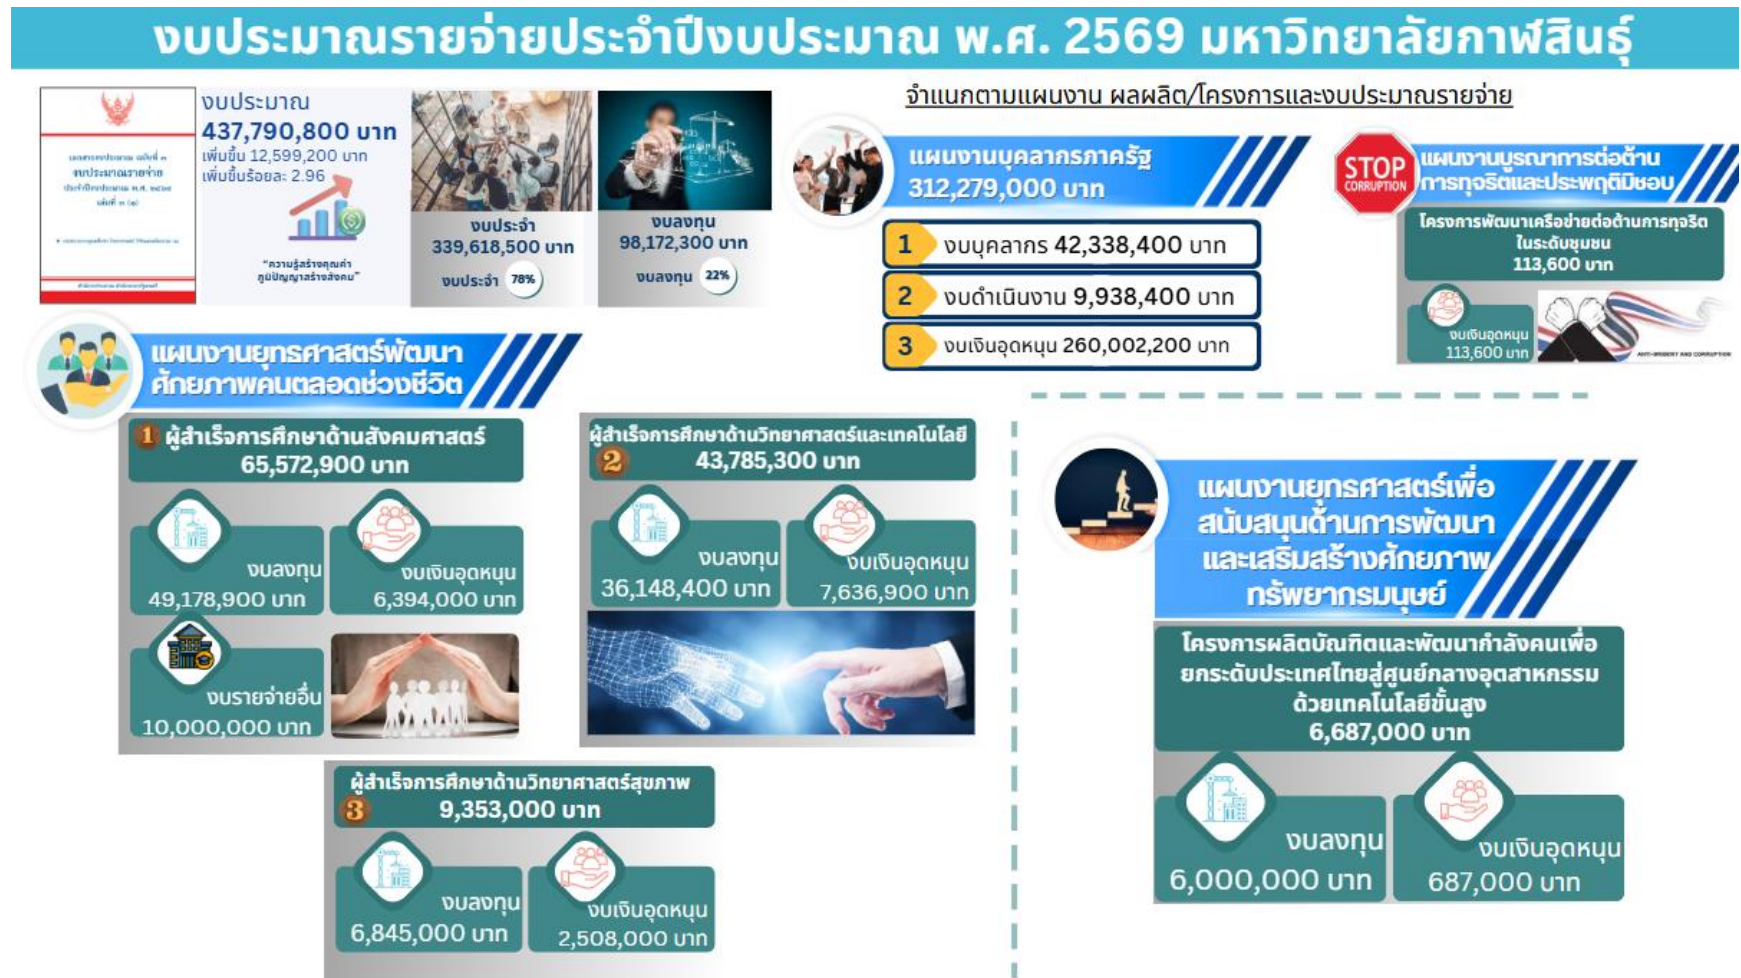 งบประมาณรายจ่ายประจำปีงบประมาณ พ.ศ. 2569 มหาวิทยาลัยกาฬสินธุ์
เอกสารงบประมาณ ฉบับที่ ๓
งบประมาณรายจ่าย
งบประมาณ
437,790,800 บาท
เพิ่มขึ้น 12,599,200 บาท
เพิ่มขึ้นร้อยละ 2.96
“ความรู้สร้างคุณค่า
ภูมิปัญญาสร้างสังคม”
งบประจำ
339,618,500 บาท
งบประจำ 78%
งบลงทุน
98,172,300 บาท
งบลงทุน 22%
จำแนกตามแผนงาน ผลผลิต/โครงการและงบประมาณรายจ่าย
แผนงานบุคลากรภาครัฐ
312,279,000 บาท
1 งบบุคลากร 42,338,400 บาท
2 งบดำเนินงาน 9,938,400 บาท
3 งบเงินอุดหนุน 260,002,200 บาท
STOP
CORRUPTION
แผนงานบูรณาการต่อต้าน
การทุจริตและประพฤติมิชอบ
โครงการพัฒนาเครือข่ายต่อต้านการทุจริต
ในระดับชุมชน
113,600 บาท
งบเงินอุดหนุน
113,600 บาท
ANTI-BRIBERY AND CORRUPTION
แผนงานยุทธศาสตร์พัฒนา
ศักยภาพคนตลอดช่วงชีวิต
1 ผู้สำเร็จการศึกษาด้านสังคมศาสตร์
65,572,900 บาท
งบลงทุน
49,178,900 บาท
งบเงินอุดหนุน
6,394,000 บาท
งบรายจ่ายอื่น
10,000,000 บาท
ผู้สำเร็จการศึกษาด้านวิทยาศาสตร์และเทคโนโลยี
2 43,785,300 บาท
งบลงทุน
36,148,400 บาท
งบเงินอุดหนุน
7,636,900 บาท
ผู้สำเร็จการศึกษาด้านวิทยาศาสตร์สุขภาพ
3 9,353,000 บาท
งบลงทุน
6,845,000 บาท
งบเงินอุดหนุน
2,508,000 บาท
แผนงานยุทธศาสตร์เพื่อ
สนับสนุนด้านการพัฒนา
และเสริมสร้างศักยภาพ
ทรัพยากรมนุษย์
โครงการผลิตบัณฑิตและพัฒนากำลังคนเพื่อ
ยกระดับประเทศไทยสู่ศูนย์กลางอุตสาหกรรม
ด้วยเทคโนโลยีขั้นสูง
6,687,000 บาท
งบลงทุน
6,000,000 บาท
งบเงินอุดหนุน
687,000 บาท